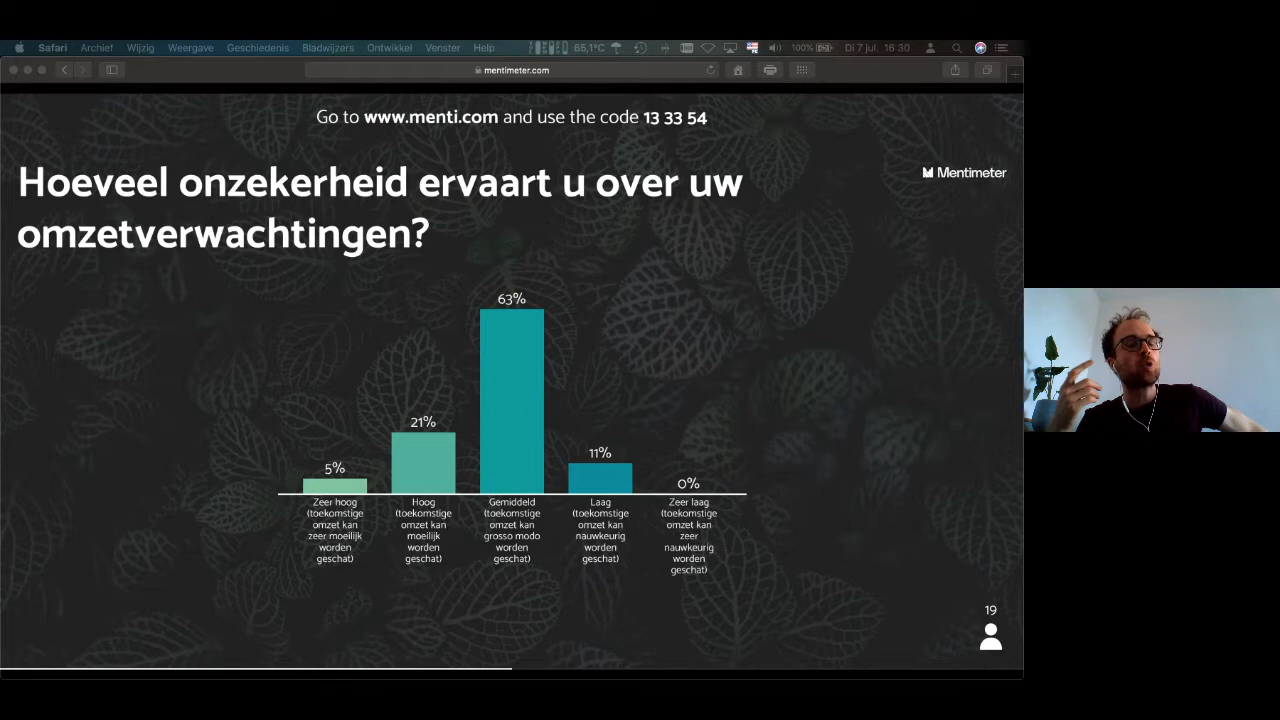 Safari Archief Wijzig Weergave Geschiedenis Bladwijzers Ontwikkel Venster Help 65,1°C 100% Di 7 jul. 16:30
mentimeter.com
Go to www.menti.com and use the code 13 33 54
Hoeveel onzekerheid ervaart u over uw
omzetverwachtingen?
Mentimeter
63%
21%
11%
5%
0%
Zeer hoog
(toekomstige
omzet kan
zeer moeilijk
worden
geschat)
Hoog
(toekomstige
omzet kan
moeilijk
worden
geschat)
Gemiddeld
(toekomstige
omzet kan
grosso modo
worden
geschat)
Laag
(toekomstige
omzet kan
nauwkeurig
worden
geschat)
Zeer laag
(toekomstige
omzet kan
zeer
nauwkeurig
worden
geschat)
19